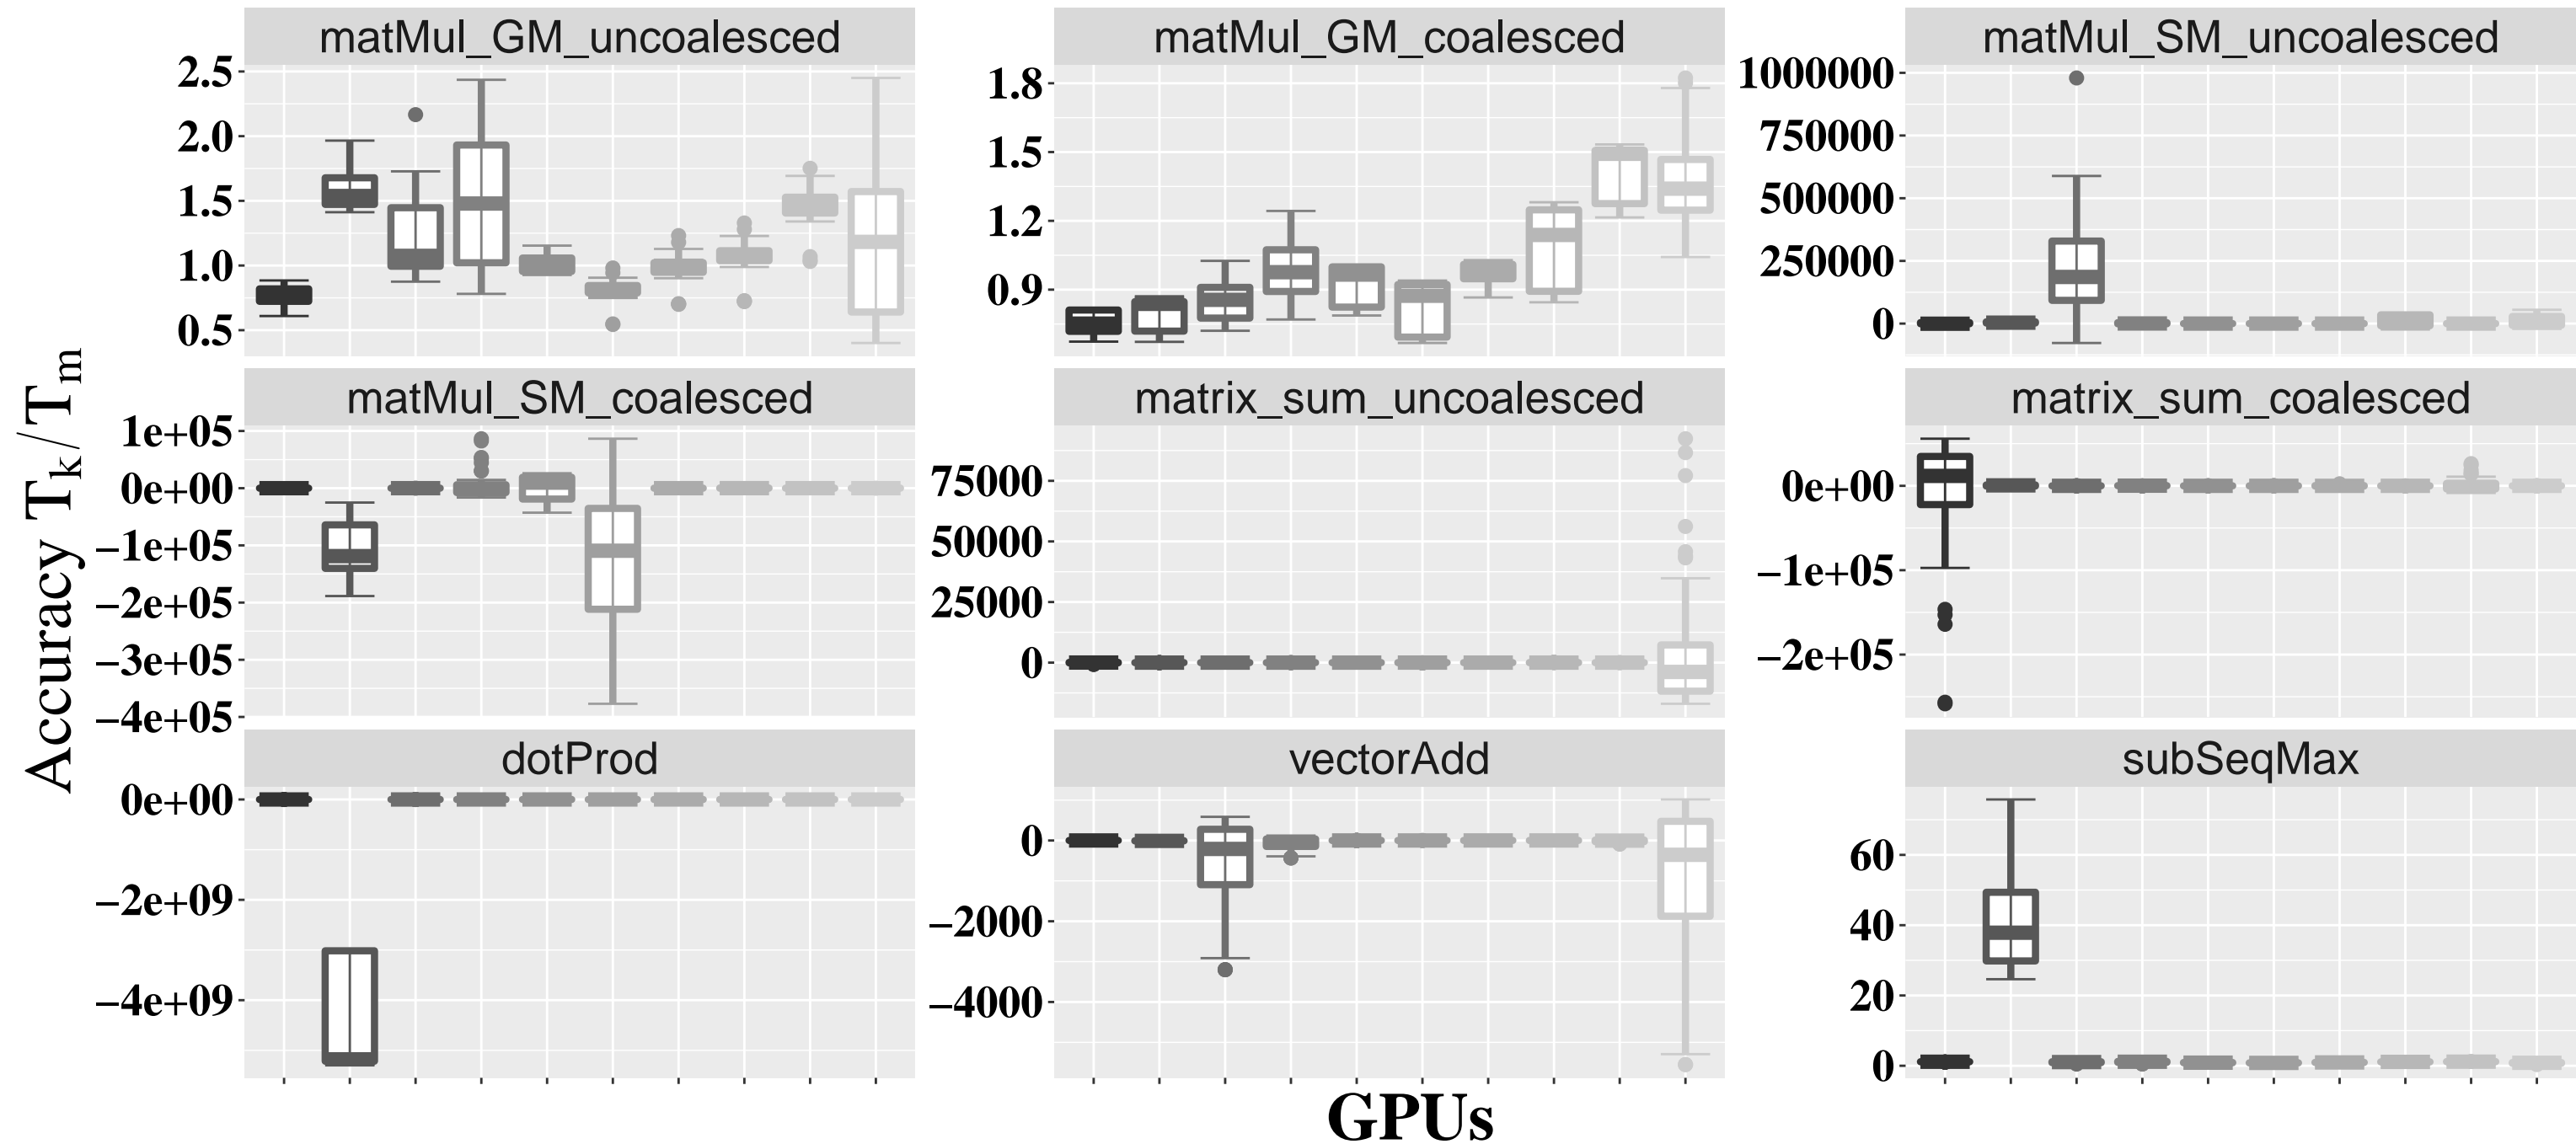 matMul_GM_uncoalesced
matMul_GM_coalesced
matMul_SM_uncoalesced
2.5
2.0
1.5
1.0
0.5
1.8
1.5
1.2
0.9
1000000
750000
500000
250000
0
matMul_SM_coalesced
matrix_sum_uncoalesced
matrix_sum_coalesced
1e+05
0e+00
−1e+05
−2e+05
−3e+05
−4e+05
75000
50000
25000
0
0e+00
−1e+05
−2e+05
dotProd
vectorAdd
subSeqMax
0e+00
−2e+09
−4e+09
0
−2000
−4000
60
40
20
0
Accuracy Tk/Tm
GPUs